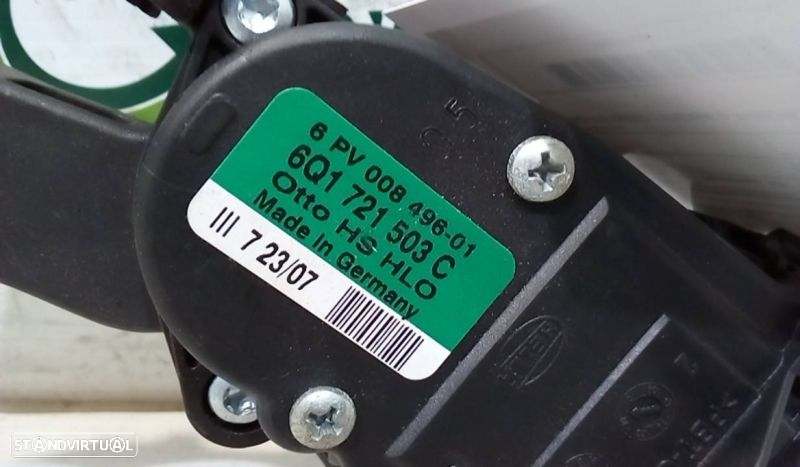 6 PV 008 496-01
6Q1 721 503 C
Otto HS HLO
Made in Germany
III 7 23/07
HELLA
STANDVIRTUAL